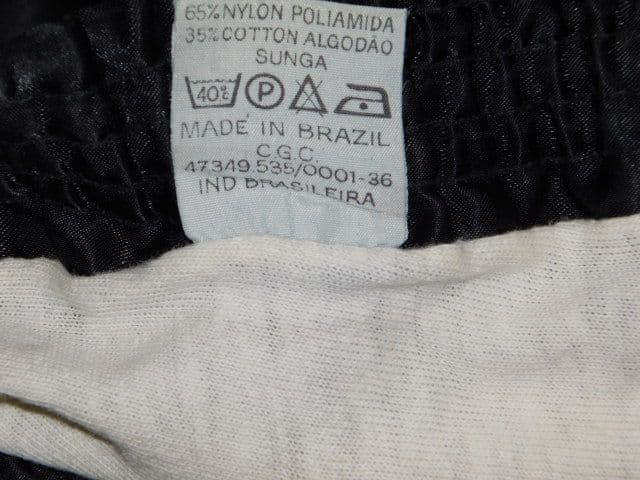 65% NYLON POLIAMIDA
35% COTTON ALGODÃO
SUNGA
40°C P A
MADE IN BRAZIL
C.G.C.
47349.535/0001-36
IND BRASILEIRA